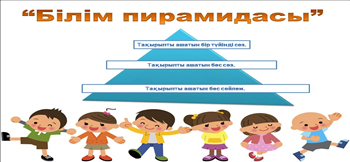 “Білім пирамидасы”
Тақырыпты ашатын бір түйінді сөз.
Тақырыпты ашатын бес сөз.
Тақырыпты ашатын бес сөйлем.